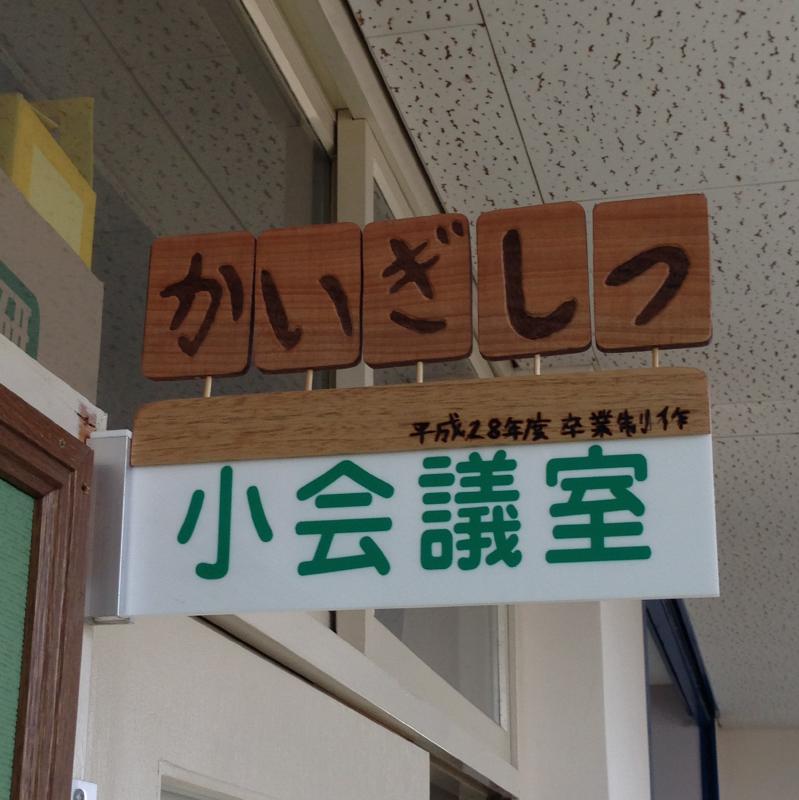 かいぎしつ
平成28年度 卒業制作
小会議室